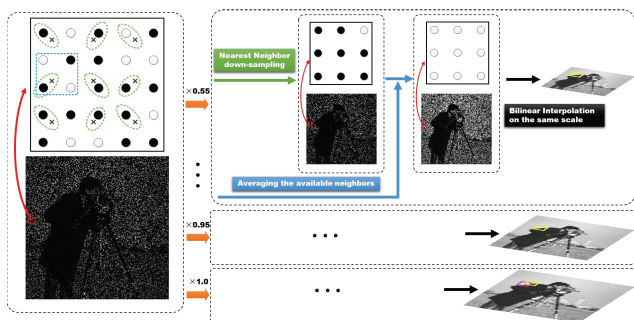 Nearest Neighbor
down-sampling
×0.55
Bilinear Interpolation
on the same scale
Averaging the available neighbors
×0.95
×1.0